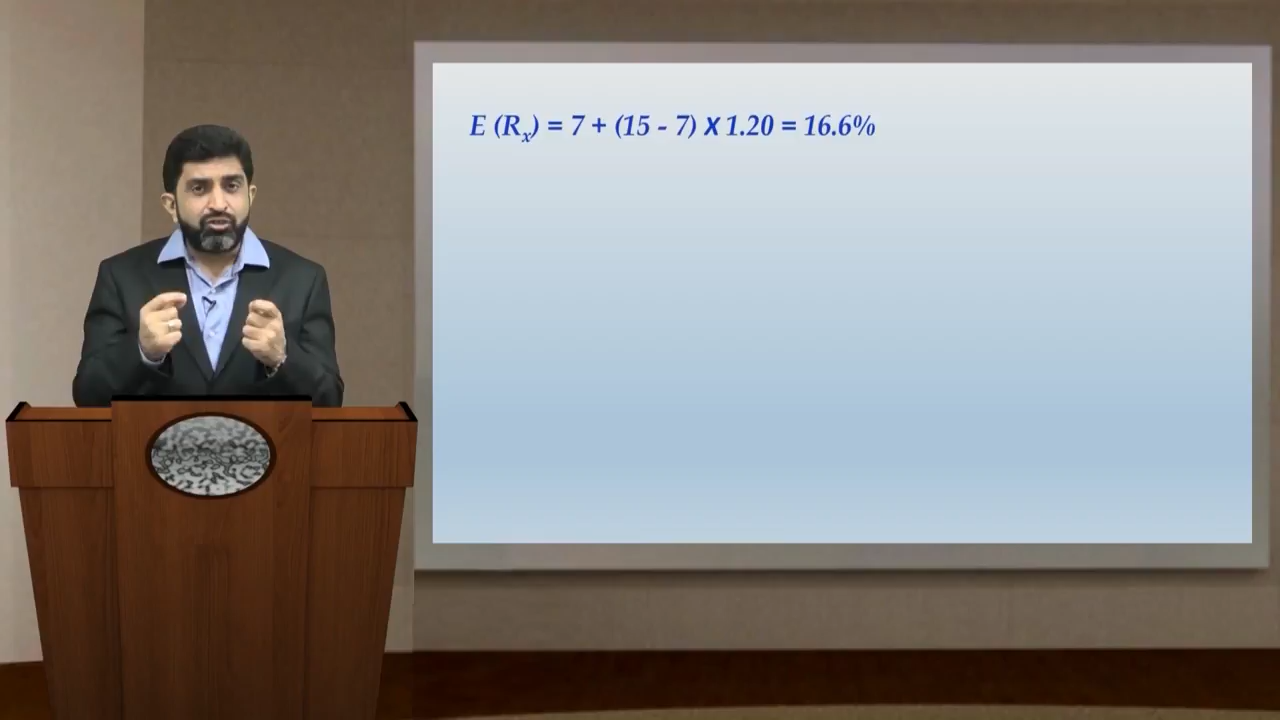 E (Rₓ) = 7 + (15 - 7) X 1.20 = 16.6%